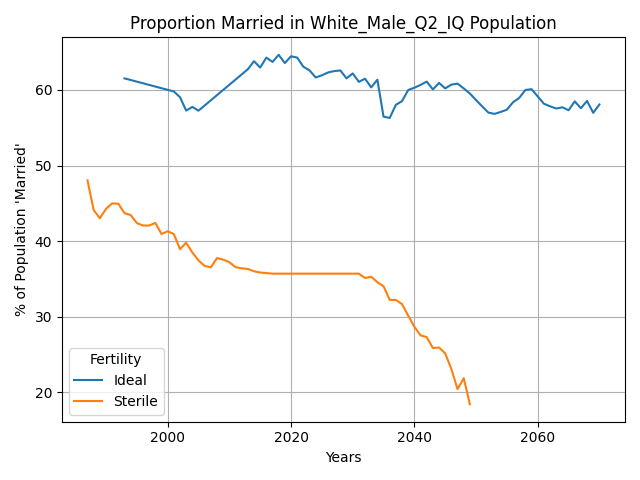 Proportion Married in White_Male_Q2_IQ Population
% of Population 'Married'
60
50
40
30
20
Fertility
Ideal
Sterile
2000 2020 2040 2060
Years